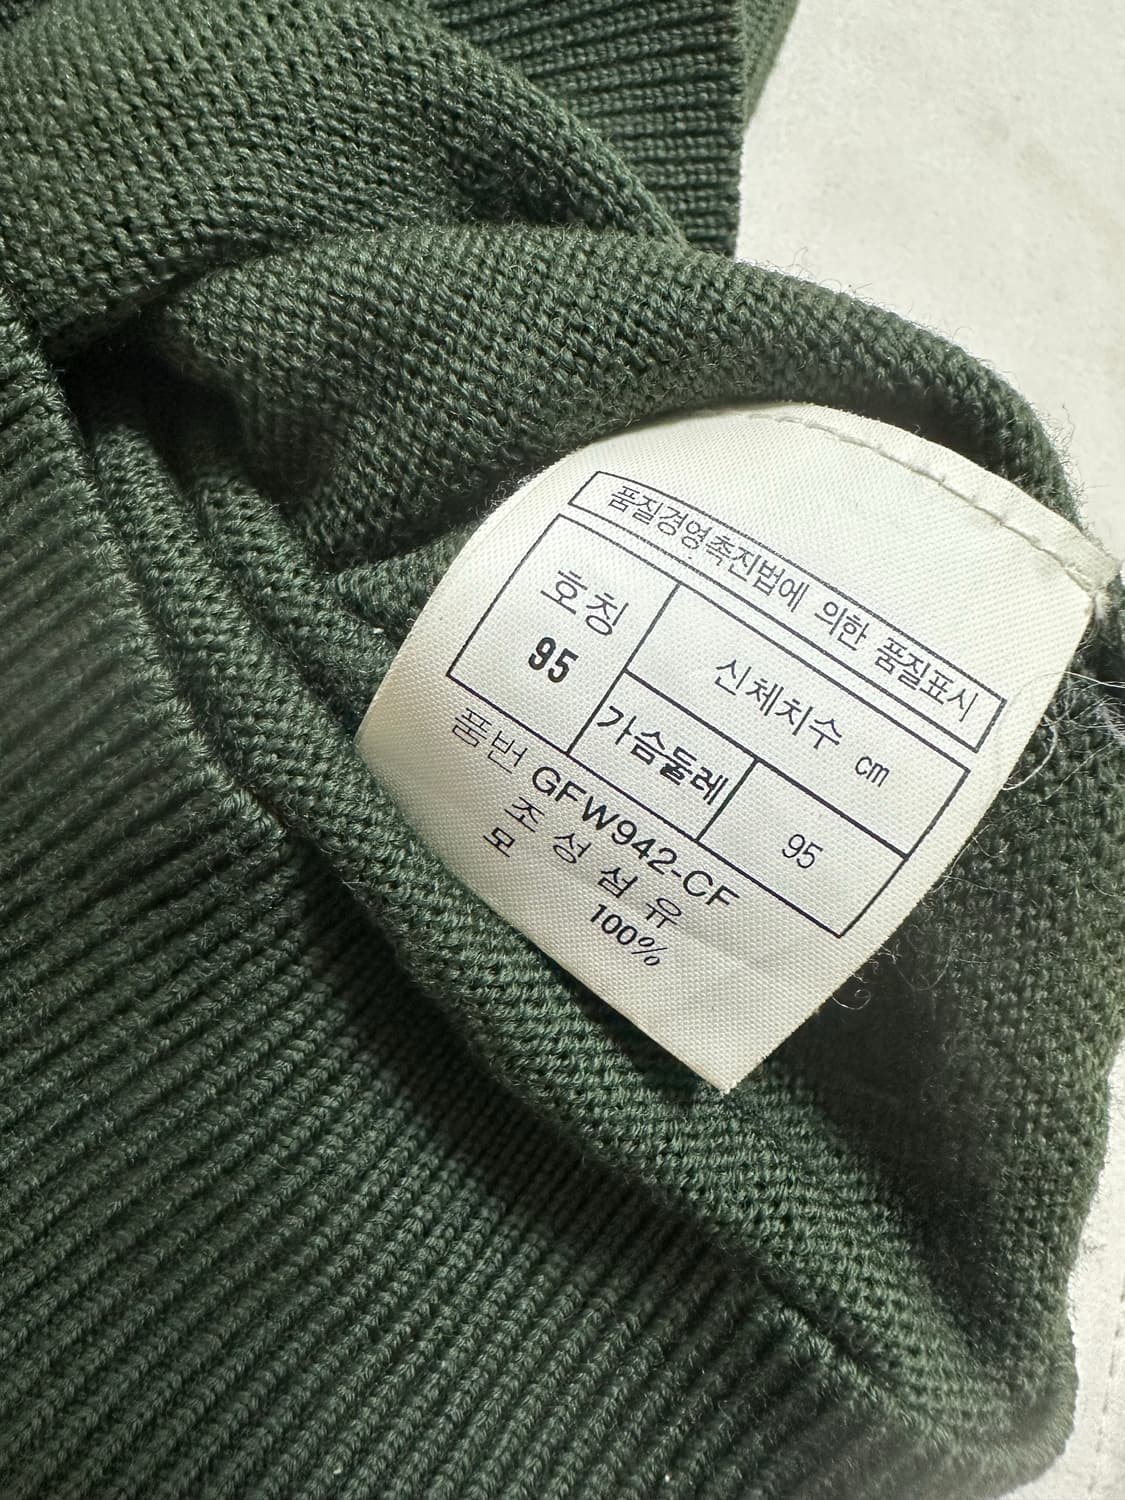 품질경영촉진법에 의한 품질표시
호칭
95
신체치수 cm
가슴둘레
95
품번 GFW942-CF
조성섬유
모 100%